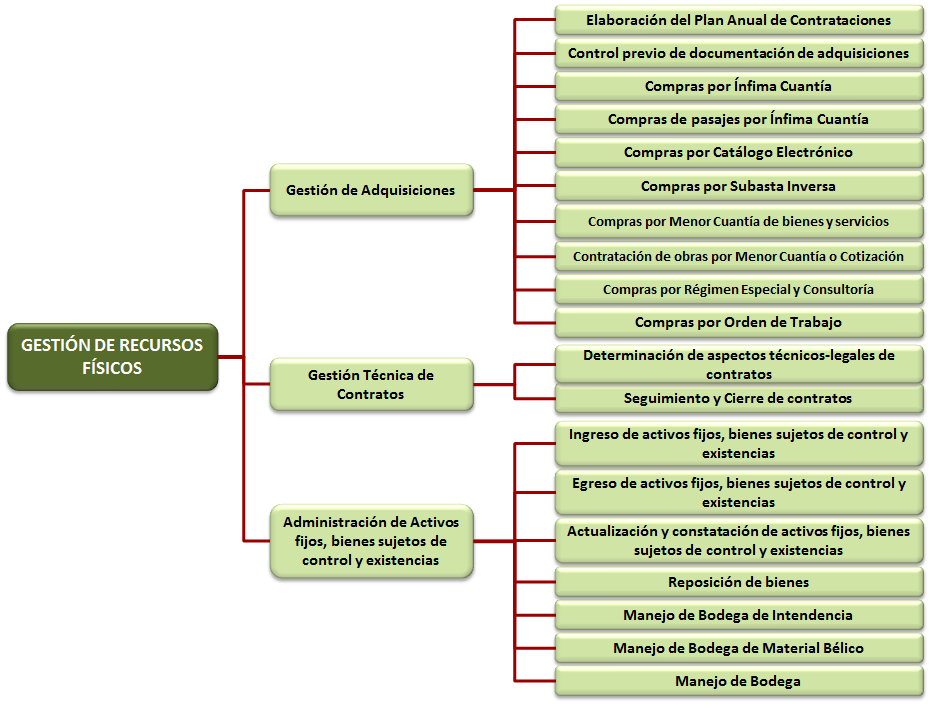 GESTIÓN DE RECURSOS
FÍSICOS
Gestión de Adquisiciones
Elaboración del Plan Anual de Contrataciones
Control previo de documentación de adquisiciones
Compras por Ínfima Cuantía
Compras de pasajes por Ínfima Cuantía
Compras por Catálogo Electrónico
Compras por Subasta Inversa
Compras por Menor Cuantía de bienes y servicios
Contratación de obras por Menor Cuantía o Cotización
Compras por Régimen Especial y Consultoría
Compras por Orden de Trabajo
Gestión Técnica de
Contratos
Determinación de aspectos técnicos-legales de
contratos
Seguimiento y Cierre de contratos
Administración de Activos
fijos, bienes sujetos de
control y existencias
Ingreso de activos fijos, bienes sujetos de control y
existencias
Egreso de activos fijos, bienes sujetos de control y
existencias
Actualización y constatación de activos fijos, bienes
sujetos de control y existencias
Reposición de bienes
Manejo de Bodega de Intendencia
Manejo de Bodega de Material Bélico
Manejo de Bodega